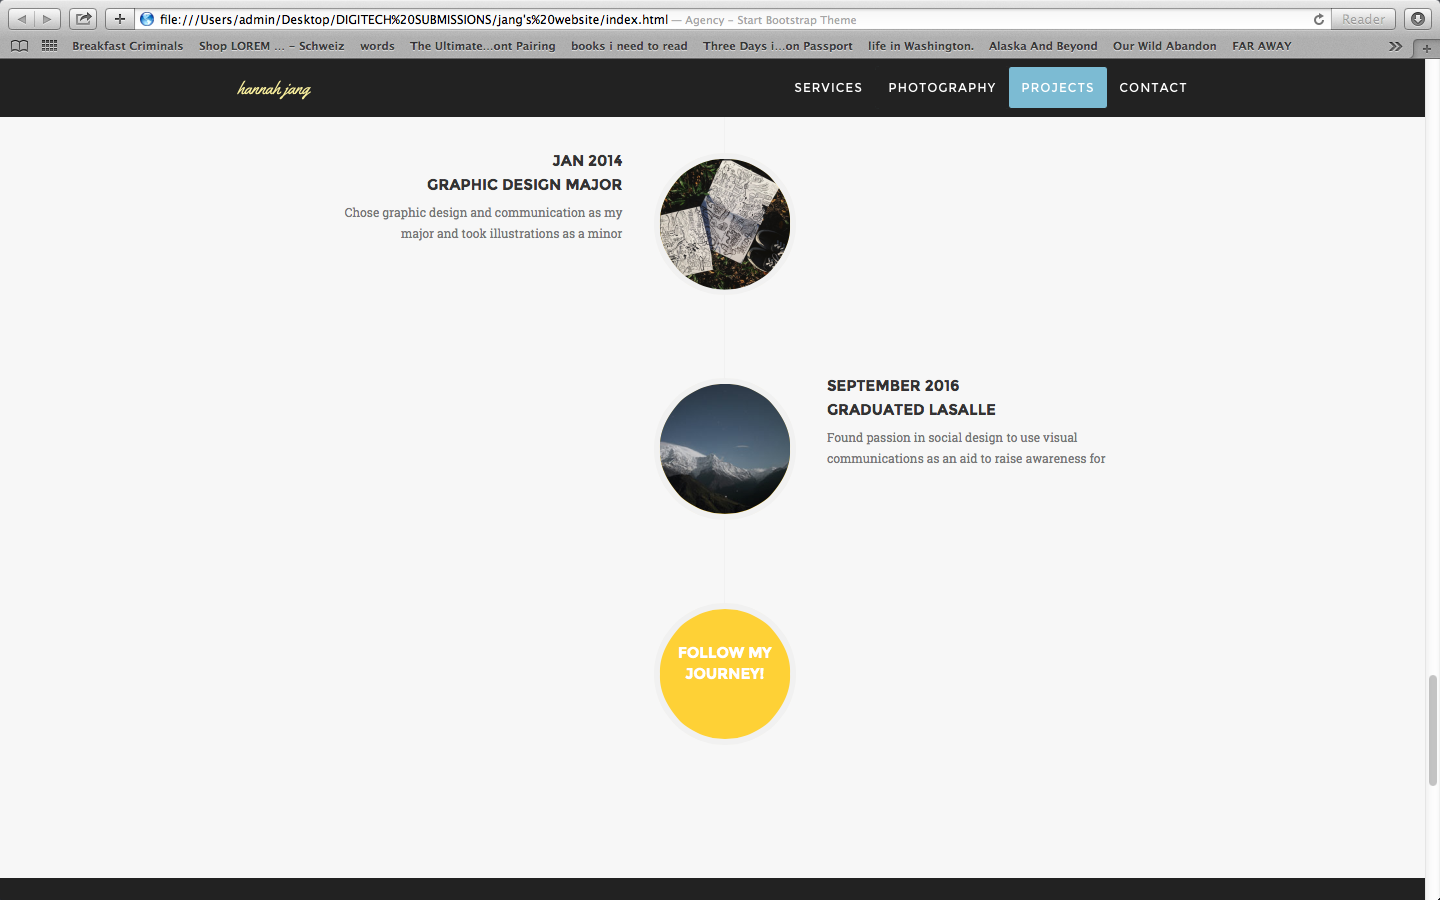 file:///Users/admin/Desktop/DIGITECH%20SUBMISSIONS/jang's%20website/index.html — Agency – Start Bootstrap Theme
Reader
Breakfast Criminals Shop LOREM ... – Schweiz words The Ultimate...ont Pairing books i need to read Three Days i...on Passport life in Washington. Alaska And Beyond Our Wild Abandon FAR AWAY
hannah jang
SERVICES PHOTOGRAPHY PROJECTS CONTACT
JAN 2014
GRAPHIC DESIGN MAJOR
Chose graphic design and communication as my
major and took illustrations as a minor
SEPTEMBER 2016
GRADUATED LASALLE
Found passion in social design to use visual
communications as an aid to raise awareness for
FOLLOW MY
JOURNEY!